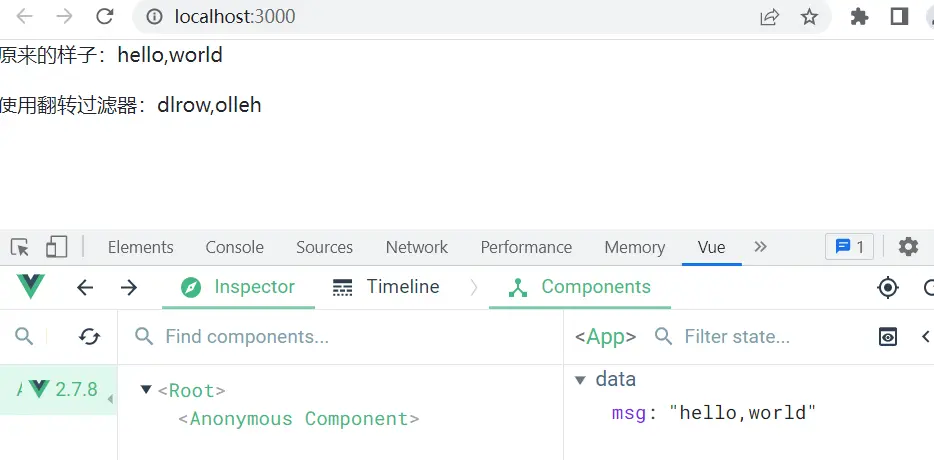 localhost:3000
原来的样子：hello,world
使用翻转过滤器：dlrow,olleh
Elements Console Sources Network Performance Memory Vue 1
Inspector Timeline Components
Find components... <App> Filter state...
2.7.8 <Root> data
<Anonymous Component> msg: "hello,world"